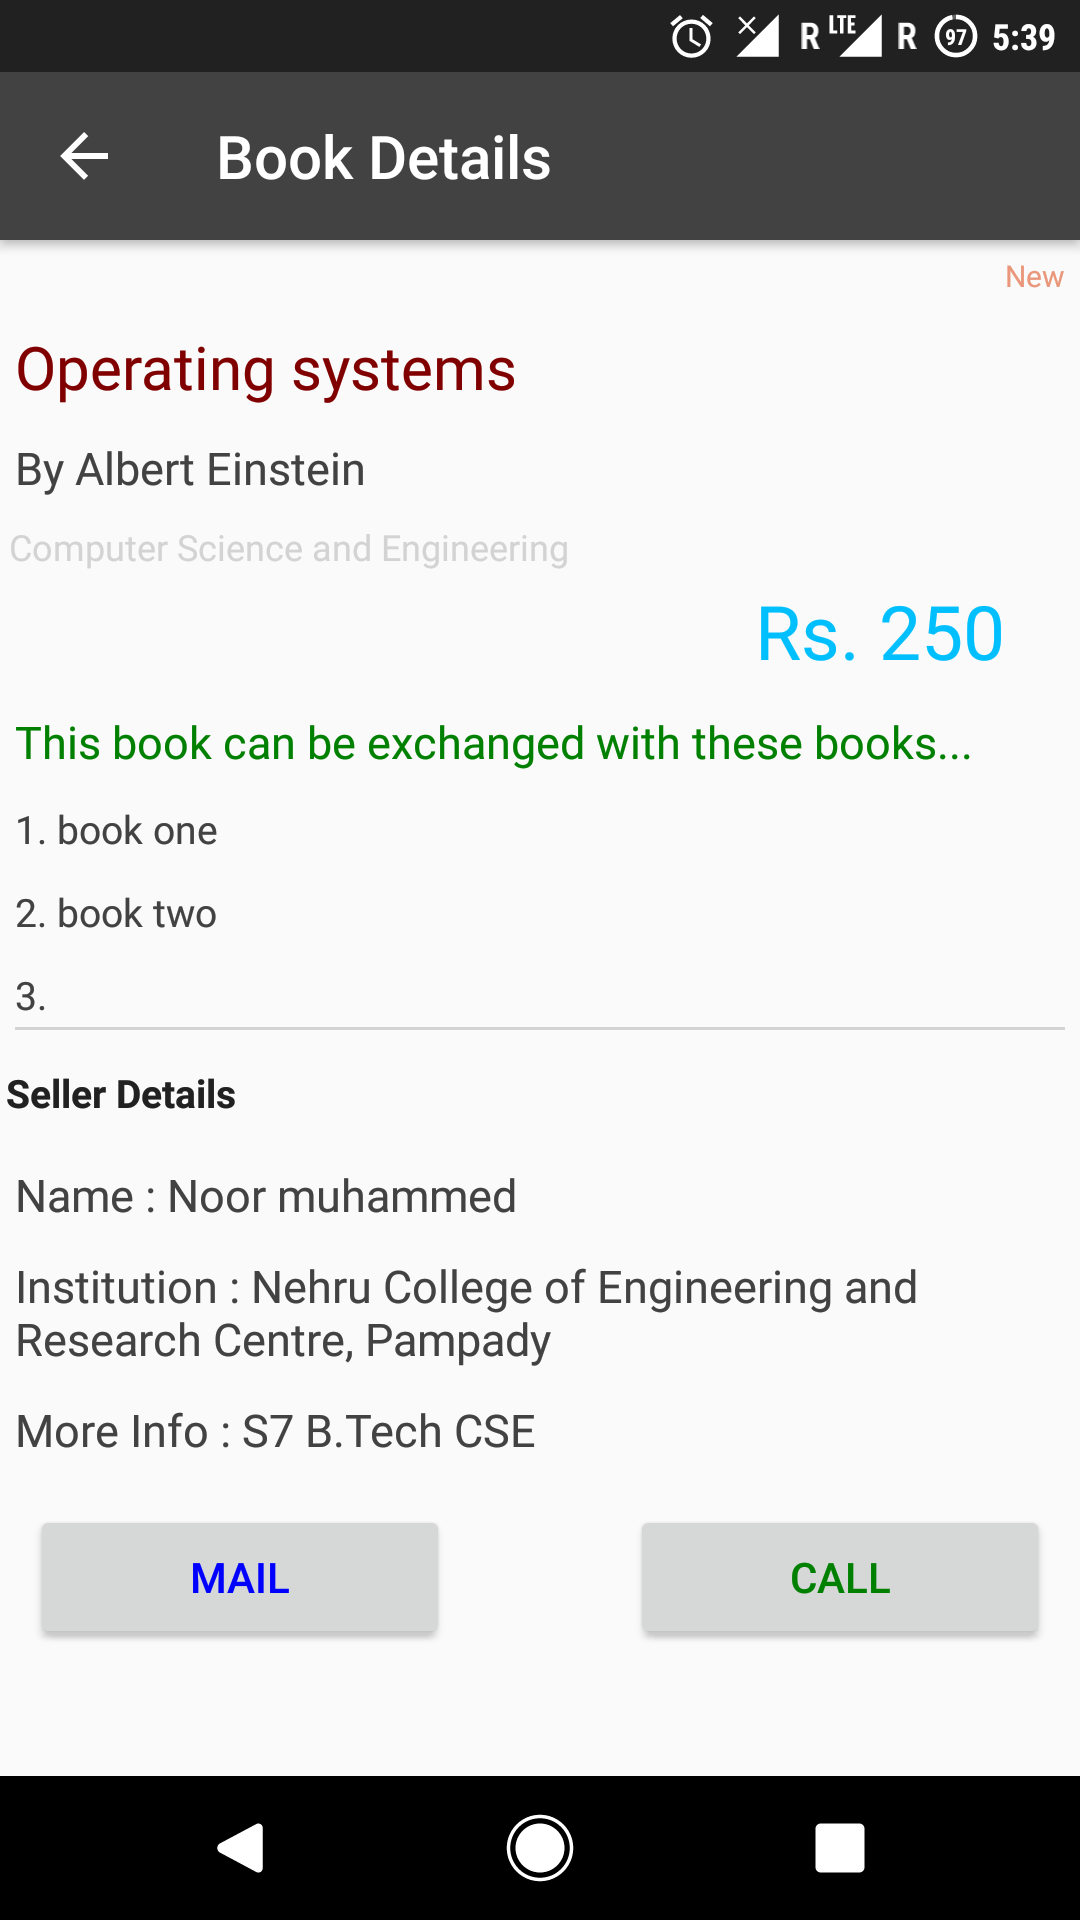 R LTE R 97 5:39
Book Details
New
Operating systems
By Albert Einstein
Computer Science and Engineering
Rs. 250
This book can be exchanged with these books...
1. book one
2. book two
3.
Seller Details
Name : Noor muhammed
Institution : Nehru College of Engineering and
Research Centre, Pampady
More Info : S7 B.Tech CSE
MAIL CALL